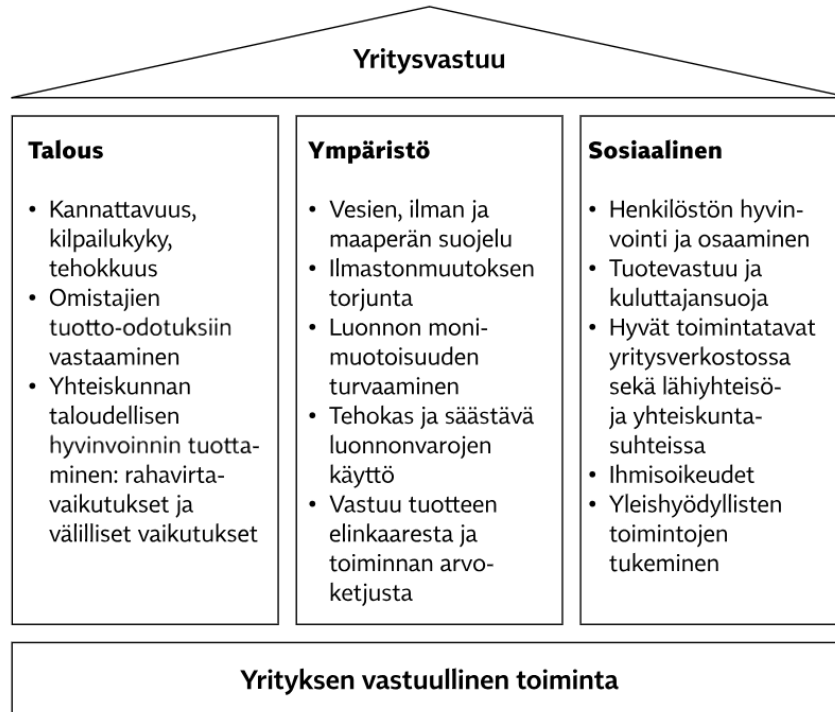 Yritysvastuu
Talous
• Kannattavuus,
kilpailukyky,
tehokkuus
• Omistajien
tuotto-odotuksiin
vastaaminen
• Yhteiskunnan
taloudellisen
hyvinvoinnin tuotta-
minen: rahavirta-
vaikutukset ja
välilliset vaikutukset
Ympäristö
• Vesien, ilman ja
maaperän suojelu
• Ilmastonmuutoksen
torjunta
• Luonnon moni-
muotoisuuden
turvaaminen
• Tehokas ja säästävä
luonnonvarojen
käyttö
• Vastuu tuotteen
elinkaaresta ja
toiminnan arvo-
ketjusta
Sosiaalinen
• Henkilöstön hyvin-
vointi ja osaaminen
• Tuotevastuu ja
kuluttajansuoja
• Hyvät toimintatavat
yritysverkostossa
sekä lähiyhteisö-
ja yhteiskunta-
suhteissa
• Ihmisoikeudet
• Yleishyödyllisten
toimintojen
tukeminen
Yrityksen vastuullinen toiminta